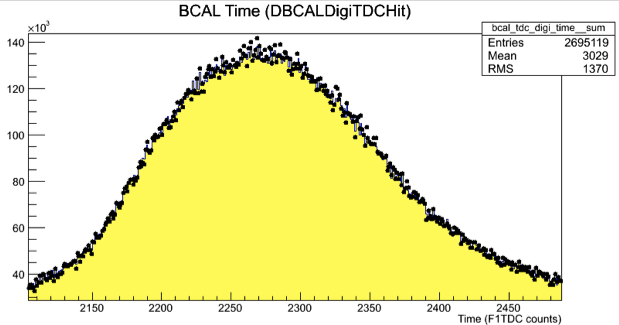 BCAL Time (DBCALDigiTDCHit)
×10³
bcal_tdc_digi_time__sum
Entries 2695119
Mean 3029
RMS 1370
140
120
100
80
60
40
2150 2200 2250 2300 2350 2400 2450
Time (F1TDC counts)